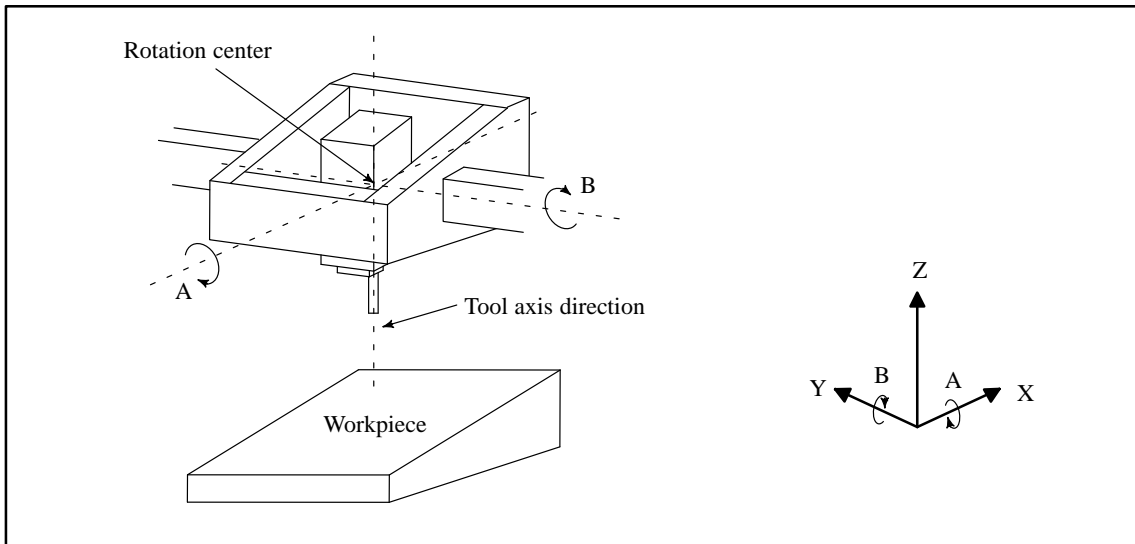 Rotation center
B
A
Tool axis direction
Workpiece
Z
Y
B
A
X